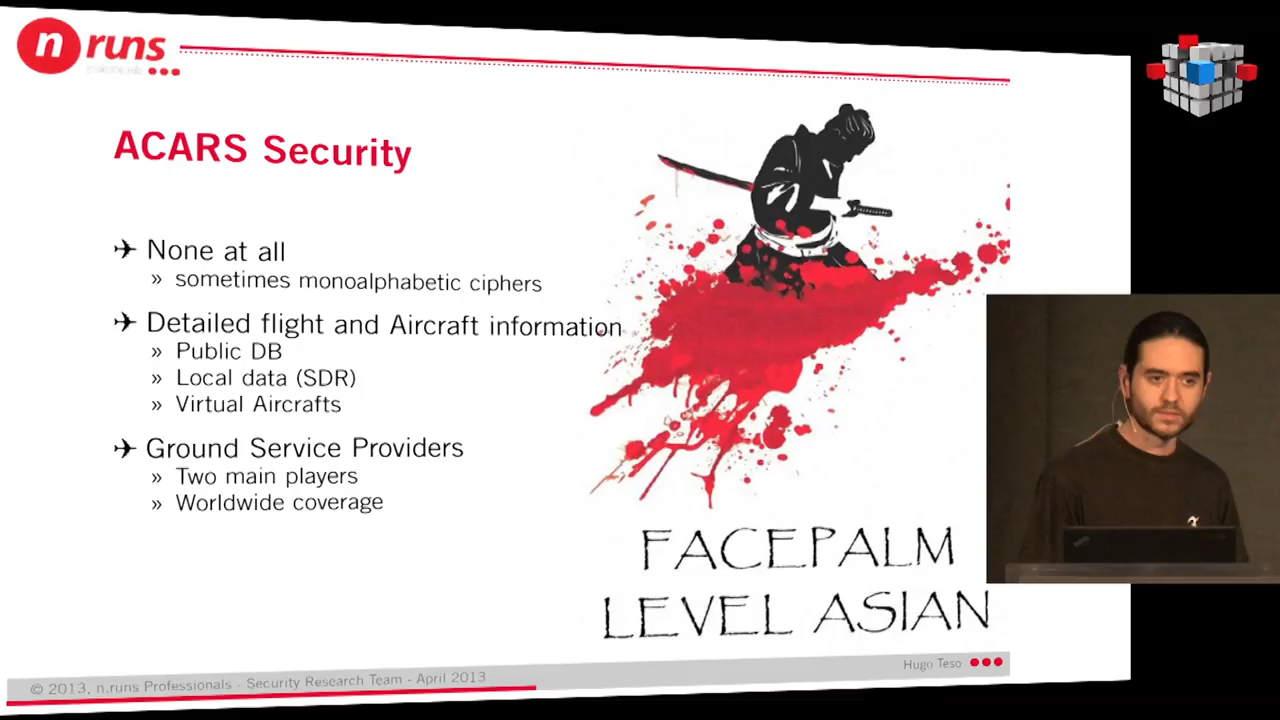 n runs
ACARS Security
None at all
» sometimes monoalphabetic ciphers
Detailed flight and Aircraft information
» Public DB
» Local data (SDR)
» Virtual Aircrafts
Ground Service Providers
» Two main players
» Worldwide coverage
FACEPALM
LEVEL ASIAN
Hugo Teso
© 2013, n.runs Professionals - Security Research Team - April 2013